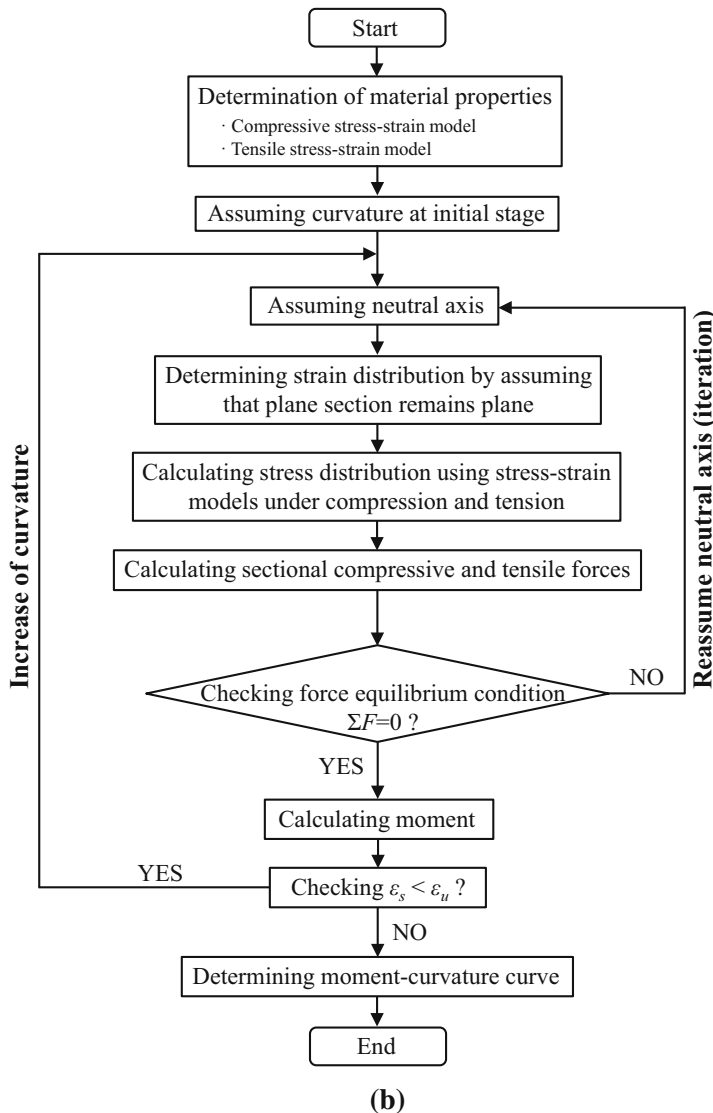 Start
Determination of material properties
· Compressive stress-strain model
· Tensile stress-strain model
Assuming curvature at initial stage
Assuming neutral axis
Determining strain distribution by assuming
that plane section remains plane
Calculating stress distribution using stress-strain
models under compression and tension
Calculating sectional compressive and tensile forces
Checking force equilibrium condition
ΣF=0 ?
NO
Reassume neutral axis (iteration)
YES
Calculating moment
Checking εs < εu ?
YES
Increase of curvature
NO
Determining moment-curvature curve
End
(b)